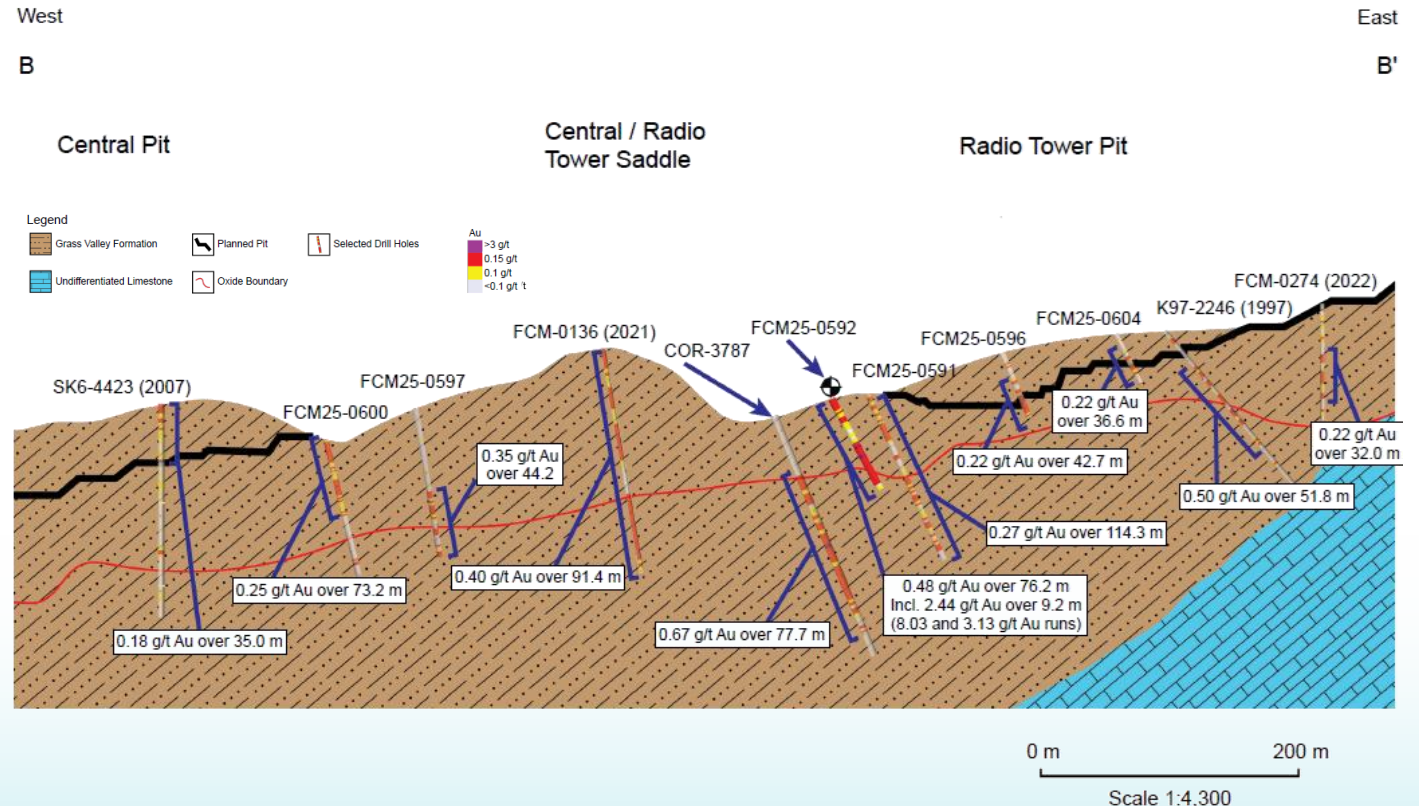 West
East
B
B'
Central Pit
Central / Radio
Tower Saddle
Radio Tower Pit
Legend
Grass Valley Formation
Planned Pit
Selected Drill Holes
Undifferentiated Limestone
Oxide Boundary
Au
>3 g/t
0.15 g/t
0.1 g/t
<0.1 g/t 't
FCM-0274 (2022)
K97-2246 (1997)
FCM25-0604
FCM25-0592
FCM25-0596
FCM-0136 (2021)
COR-3787
FCM25-0591
SK6-4423 (2007)
FCM25-0597
FCM25-0600
0.22 g/t Au
over 36.6 m
0.22 g/t Au
over 32.0 m
0.35 g/t Au
over 44.2
0.22 g/t Au over 42.7 m
0.50 g/t Au over 51.8 m
0.27 g/t Au over 114.3 m
0.40 g/t Au over 91.4 m
0.25 g/t Au over 73.2 m
0.48 g/t Au over 76.2 m
Incl. 2.44 g/t Au over 9.2 m
(8.03 and 3.13 g/t Au runs)
0.67 g/t Au over 77.7 m
0.18 g/t Au over 35.0 m
0 m
200 m
Scale 1:4,300